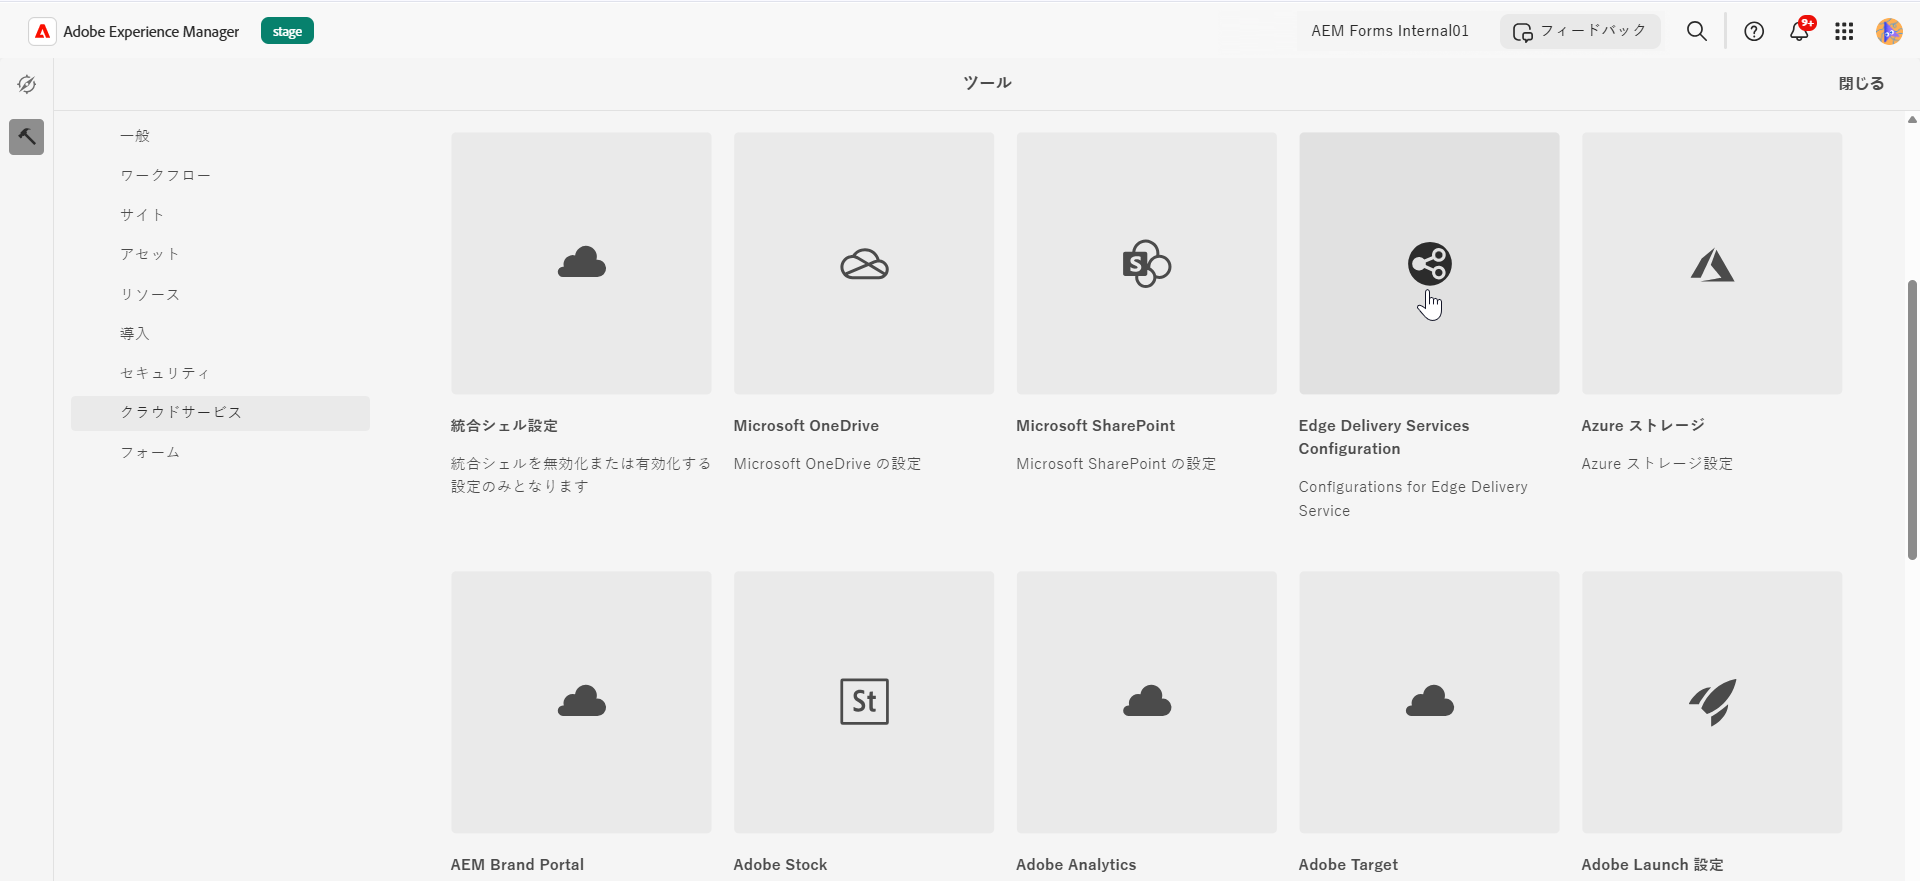 Adobe Experience Manager
stage
AEM Forms Internal01
フィードバック
9+
ツール
閉じる
一般
ワークフロー
サイト
アセット
リソース
導入
セキュリティ
クラウドサービス
フォーム
統合シェル設定
統合シェルを無効化または有効化する
設定のみとなります
Microsoft OneDrive
Microsoft OneDrive の設定
S
Microsoft SharePoint
Microsoft SharePoint の設定
Edge Delivery Services
Configuration
Configurations for Edge Delivery
Service
Azure ストレージ
Azure ストレージ設定
AEM Brand Portal
St
Adobe Stock
Adobe Analytics
Adobe Target
Adobe Launch 設定